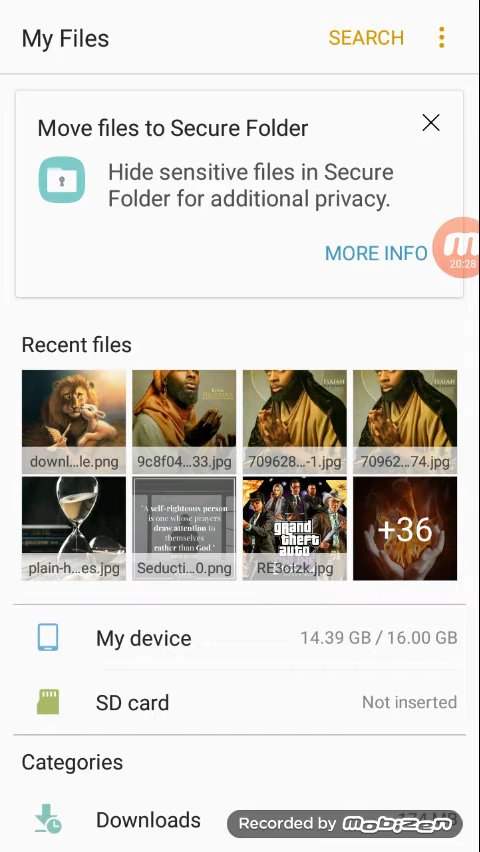 My Files
SEARCH
Move files to Secure Folder
Hide sensitive files in Secure
Folder for additional privacy.
MORE INFO
20:28
Recent files
ISAIAH
ISAIAH
downl...le.png
9c8f04...33.jpg
709628...-1.jpg
70962...74.jpg
"A self-righteous person
is one whose prayers
draw attention to
themselves
rather than God."
grand
theft
auto
+36
plain-h...es.jpg
Seducti...0.png
RE3oizk.jpg
My device
14.39 GB / 16.00 GB
SD card
Not inserted
Categories
Downloads
Recorded by mobizen